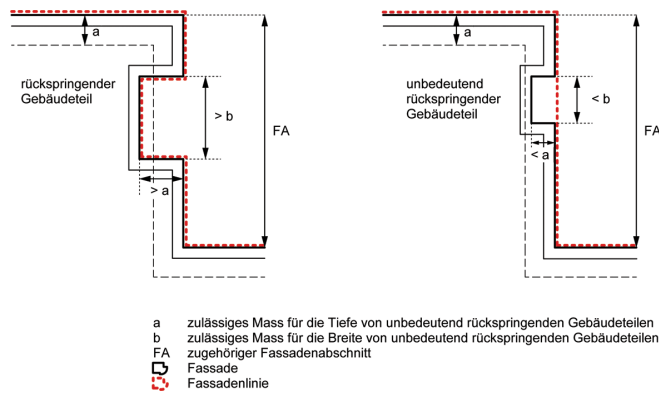 a
rückspringender
Gebäudeteil
> b
FA
> a
a
unbedeutend
rückspringender
Gebäudeteil
< b
FA
< a
a zulässiges Mass für die Tiefe von unbedeutend rückspringenden Gebäudeteilen
b zulässiges Mass für die Breite von unbedeutend rückspringenden Gebäudeteilen
FA zugehöriger Fassadenabschnitt
Fassade
Fassadenlinie